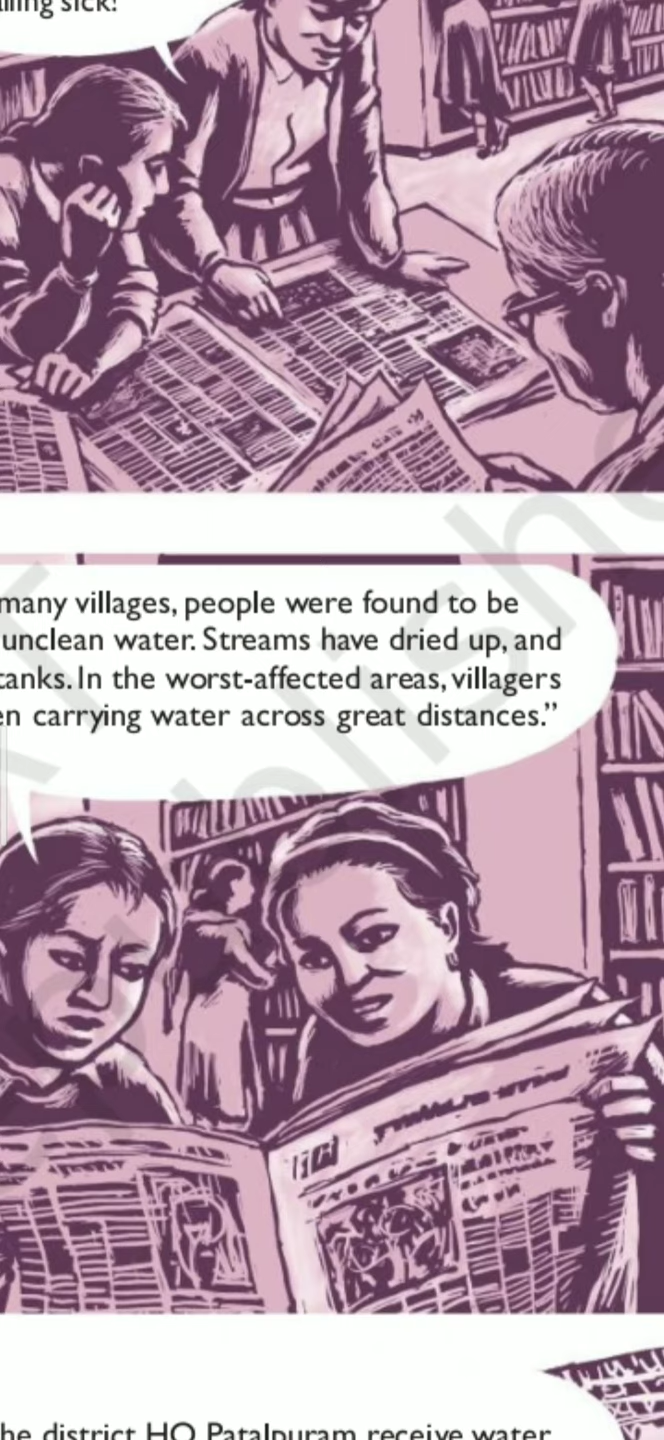 falling sick!
many villages, people were found to be
unclean water. Streams have dried up, and
tanks. In the worst-affected areas, villagers
en carrying water across great distances.”
he district HQ Patalpuram receive water